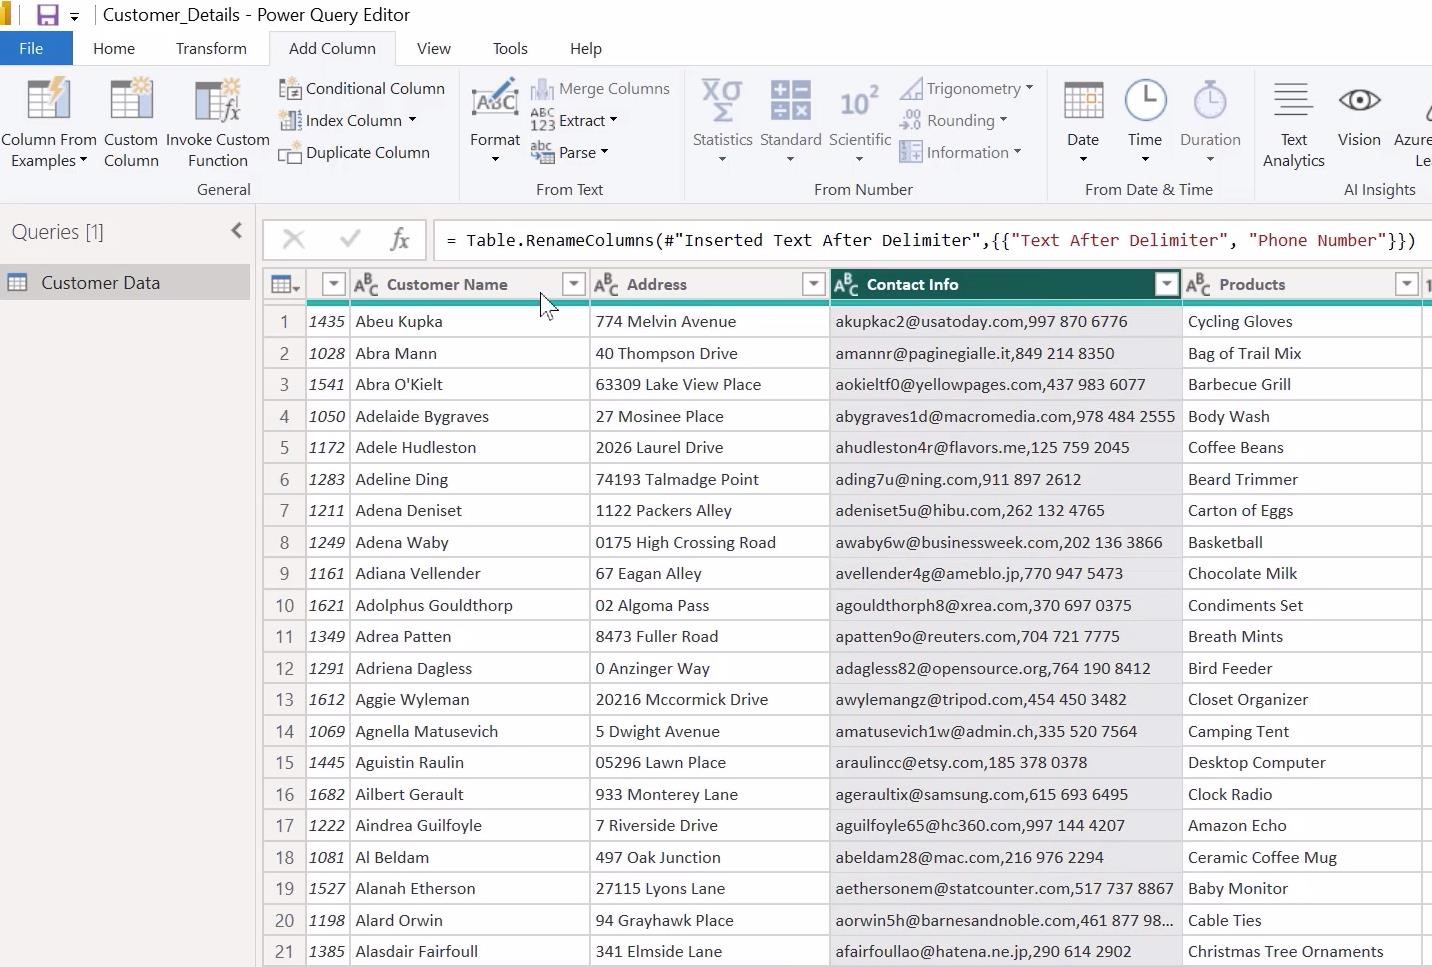 Customer_Details - Power Query Editor
File Home Transform Add Column View Tools Help
Column From Examples
Custom Column
Invoke Custom Function
Conditional Column
Index Column
Duplicate Column
General
ABC Format
Merge Columns
ABC 123 Extract
abc Parse
From Text
XΣσ Statistics
Standard
10² Scientific
Trigonometry
.00 Rounding
Information
From Number
Date
Time
Duration
From Date & Time
Text Analytics
Vision
Azure
Le
AI Insights
Queries [1]
fx = Table.RenameColumns(#"Inserted Text After Delimiter",{{"Text After Delimiter", "Phone Number"}})
Customer Data
ABC Customer Name ABC Address ABC Contact Info ABC Products 1
1 1435 Abeu Kupka 774 Melvin Avenue akupkac2@usatoday.com,997 870 6776 Cycling Gloves
2 1028 Abra Mann 40 Thompson Drive amannr@paginegialle.it,849 214 8350 Bag of Trail Mix
3 1541 Abra O'Kielt 63309 Lake View Place aokieltf0@yellowpages.com,437 983 6077 Barbecue Grill
4 1050 Adelaide Bygraves 27 Mosinee Place abygraves1d@macromedia.com,978 484 2555 Body Wash
5 1172 Adele Hudleston 2026 Laurel Drive ahudleston4r@flavors.me,125 759 2045 Coffee Beans
6 1283 Adeline Ding 74193 Talmadge Point ading7u@ning.com,911 897 2612 Beard Trimmer
7 1211 Adena Deniset 1122 Packers Alley adeniset5u@hibu.com,262 132 4765 Carton of Eggs
8 1249 Adena Waby 0175 High Crossing Road awaby6w@businessweek.com,202 136 3866 Basketball
9 1161 Adiana Vellender 67 Eagan Alley avellender4g@ameblo.jp,770 947 5473 Chocolate Milk
10 1621 Adolphus Gouldthorp 02 Algoma Pass agouldthorph8@xrea.com,370 697 0375 Condiments Set
11 1349 Adrea Patten 8473 Fuller Road apatten9o@reuters.com,704 721 7775 Breath Mints
12 1291 Adriena Dagless 0 Anzinger Way adagless82@opensource.org,764 190 8412 Bird Feeder
13 1612 Aggie Wyleman 20216 Mccormick Drive awylemangz@tripod.com,454 450 3482 Closet Organizer
14 1069 Agnella Matusevich 5 Dwight Avenue amatusevich1w@admin.ch,335 520 7564 Camping Tent
15 1445 Aguistin Raulin 05296 Lawn Place araulincc@etsy.com,185 378 0378 Desktop Computer
16 1682 Ailbert Gerault 933 Monterey Lane ageraultix@samsung.com,615 693 6495 Clock Radio
17 1222 Aindrea Guilfoyle 7 Riverside Drive aguilfoyle65@hc360.com,997 144 4207 Amazon Echo
18 1081 Al Beldam 497 Oak Junction abeldam28@mac.com,216 976 2294 Ceramic Coffee Mug
19 1527 Alanah Etherson 27115 Lyons Lane aethersonem@statcounter.com,517 737 8867 Baby Monitor
20 1198 Alard Orwin 94 Grayhawk Place aorwin5h@barnesandnoble.com,461 877 98... Cable Ties
21 1385 Alasdair Fairfoull 341 Elmside Lane afairfoullao@hatena.ne.jp,290 614 2902 Christmas Tree Ornaments